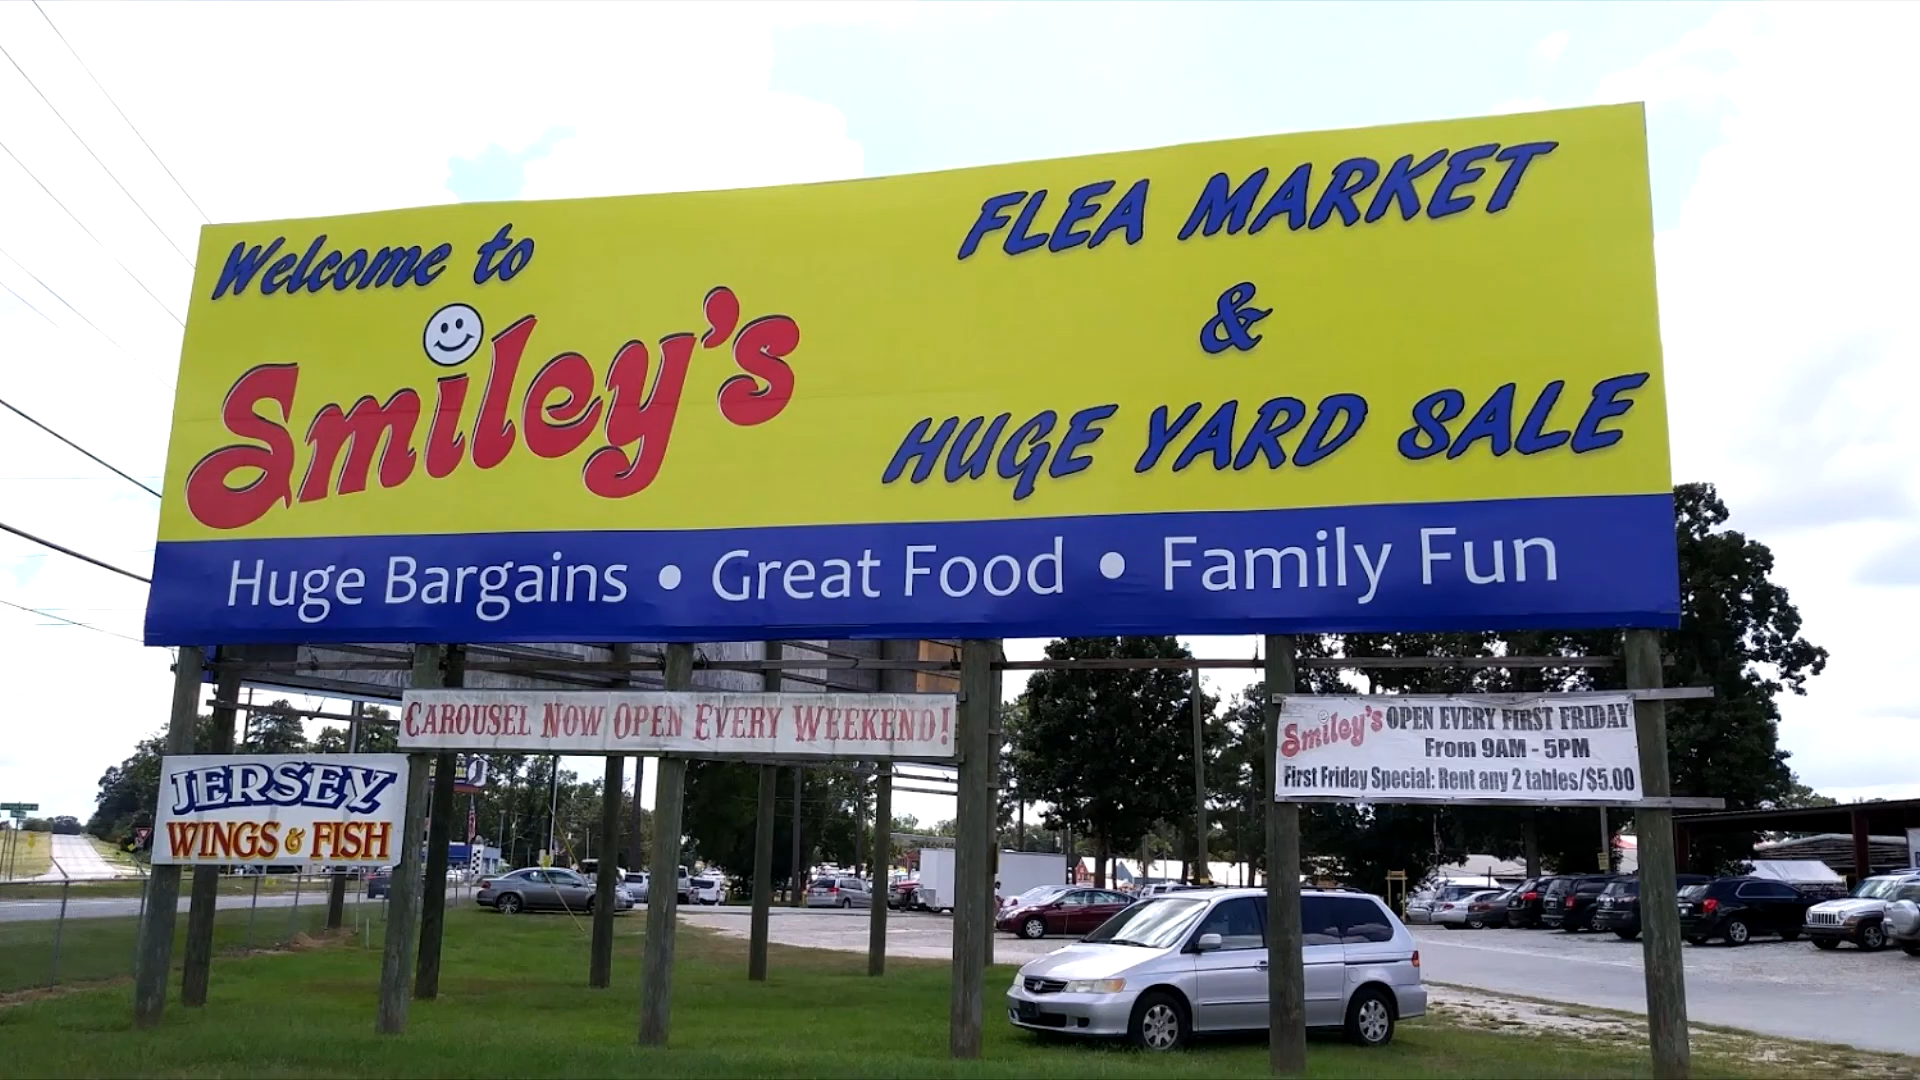 Welcome to
Smiley's
FLEA MARKET
&
HUGE YARD SALE
Huge Bargains • Great Food • Family Fun
CAROUSEL NOW OPEN EVERY WEEKEND!
JERSEY
WINGS & FISH
Smiley's OPEN EVERY FIRST FRIDAY
From 9AM - 5PM
First Friday Special: Rent any 2 tables/$5.00